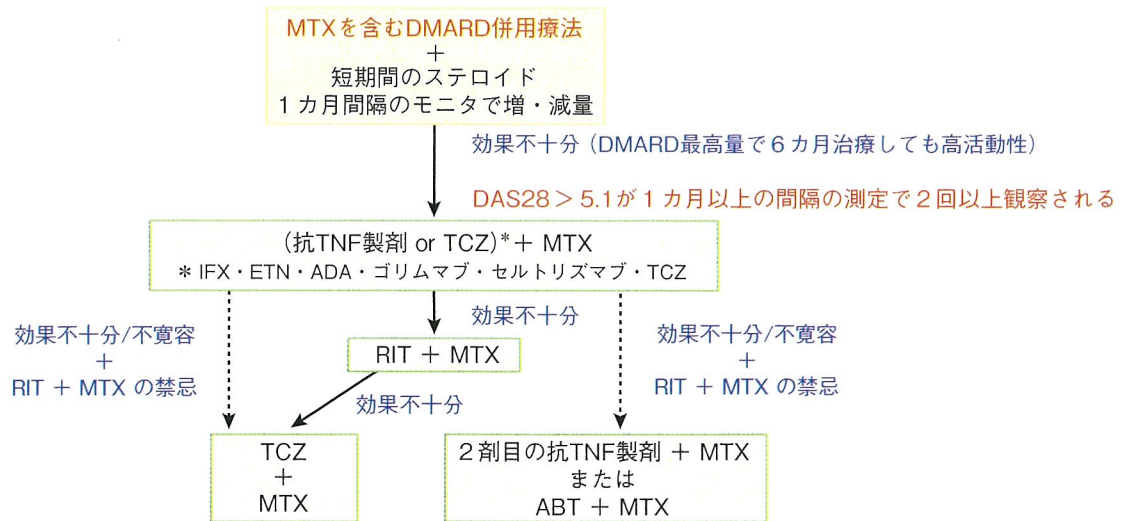 MTXを含むDMARD併用療法
＋
短期間のステロイド
1カ月間隔のモニタで増・減量
効果不十分（DMARD最高量で6カ月治療しても高活動性）
DAS28＞5.1が1カ月以上の間隔の測定で2回以上観察される
（抗TNF製剤 or TCZ）*＋ MTX
＊IFX・ETN・ADA・ゴリムマブ・セルトリズマブ・TCZ
効果不十分/不寛容
＋
RIT ＋ MTX の禁忌
効果不十分
効果不十分/不寛容
＋
RIT ＋ MTX の禁忌
RIT ＋ MTX
効果不十分
TCZ
＋
MTX
2剤目の抗TNF製剤 ＋ MTX
または
ABT ＋ MTX